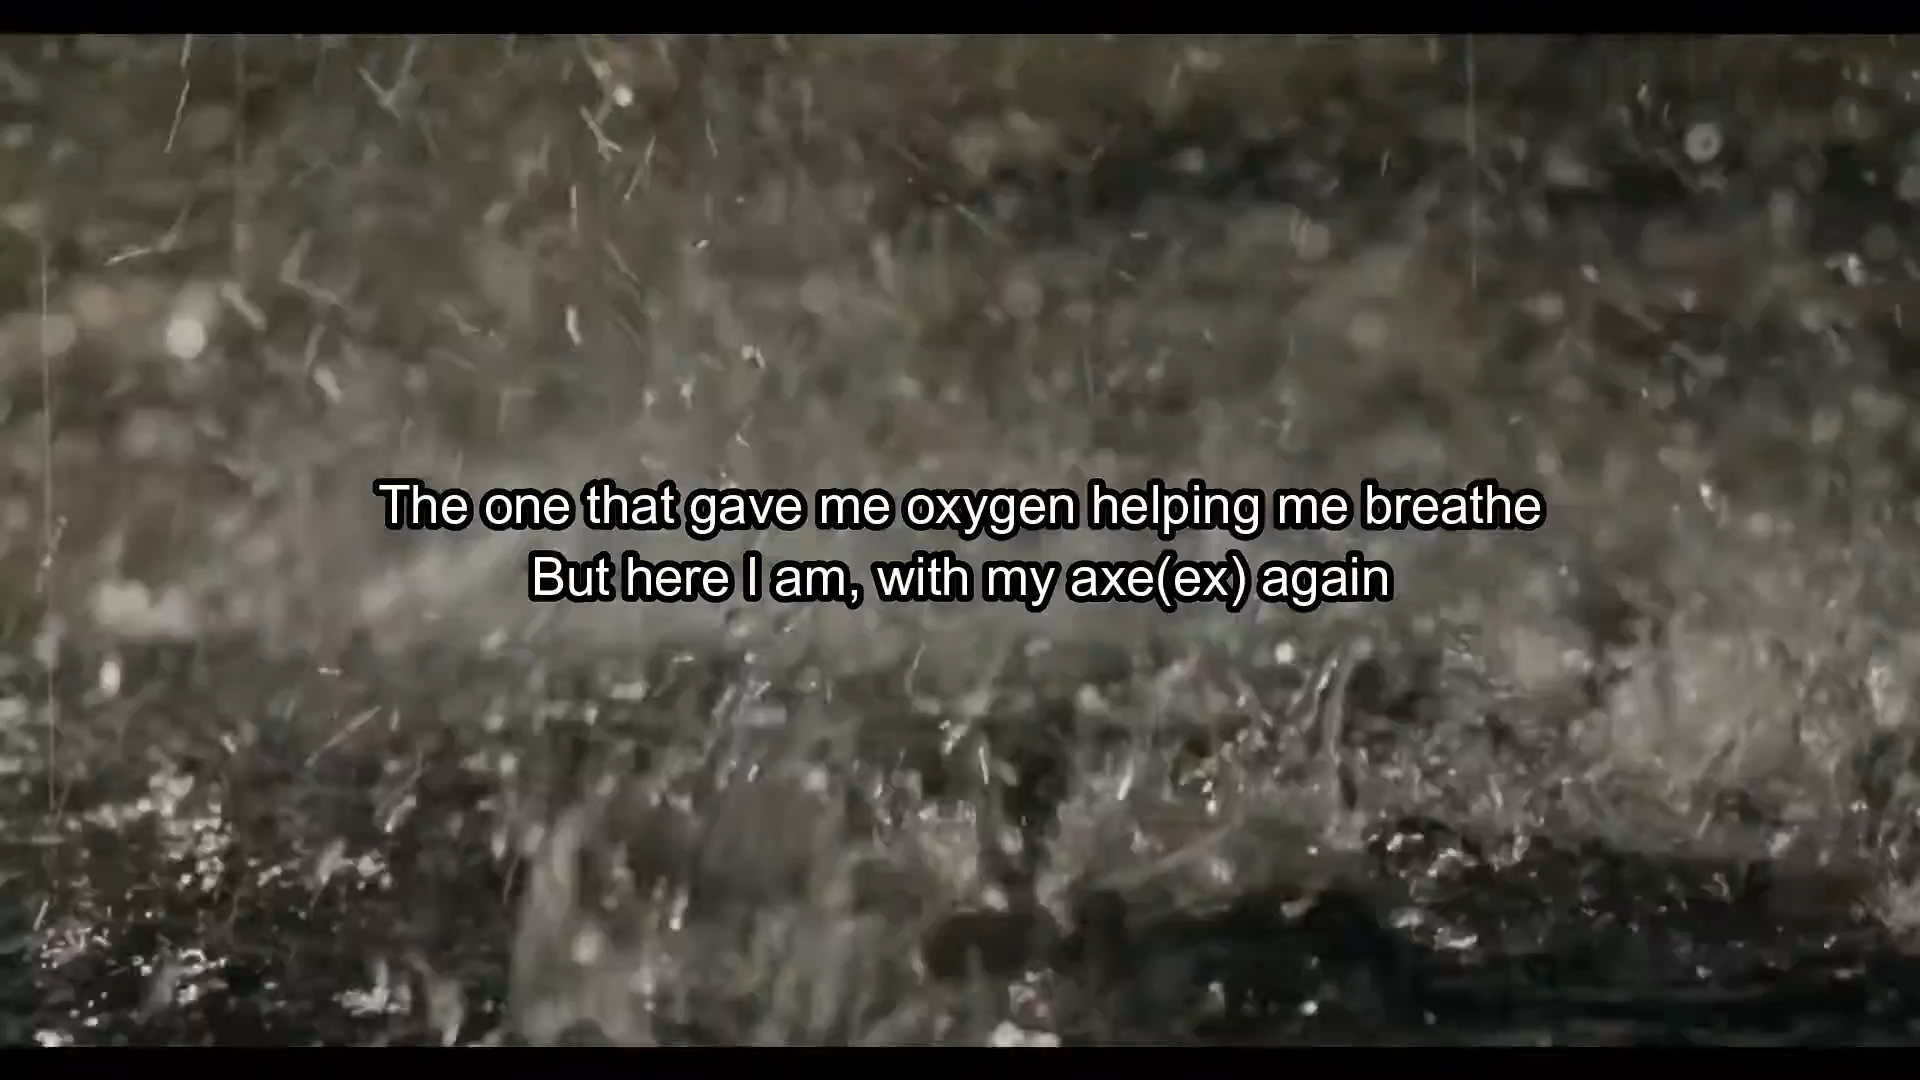 The one that gave me oxygen helping me breathe
But here I am, with my axe(ex) again